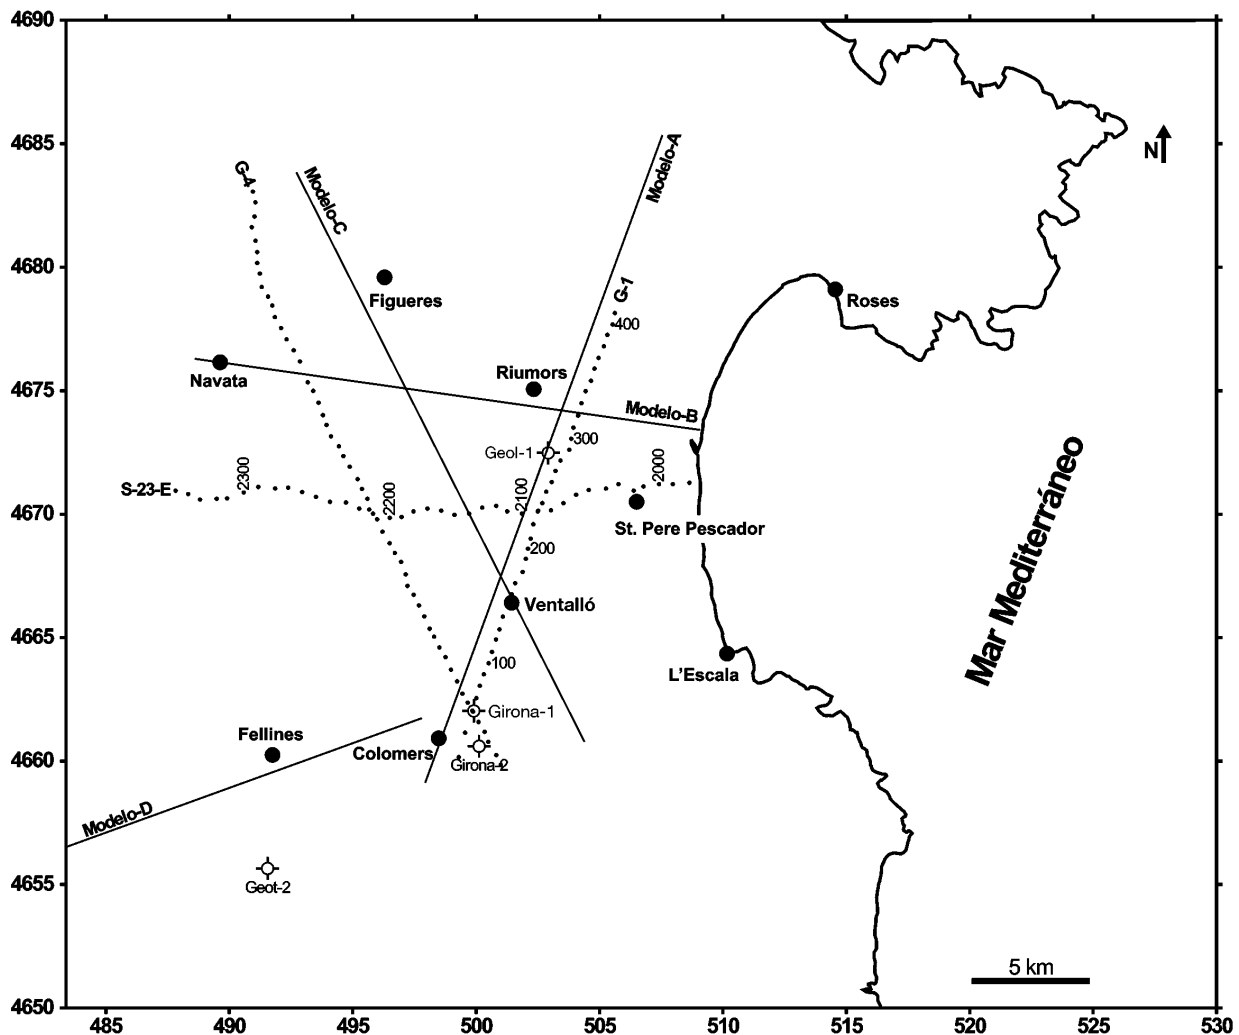 4690
4685
4680
4675
4670
4665
4660
4655
4650
G-4
Modelo-C
Modelo-A
N
Figueres
G-1
400
Roses
Navata
Riumors
Modelo-B
Geol-1
300
2300
S-23-E
2200
2100
2000
St. Pere Pescador
200
Mar Mediterráneo
Ventalló
100
L'Escala
Girona-1
Fellines
Colomers
Girona-2
Modelo-D
Geot-2
5 km
485
490
495
500
505
510
515
520
525
530